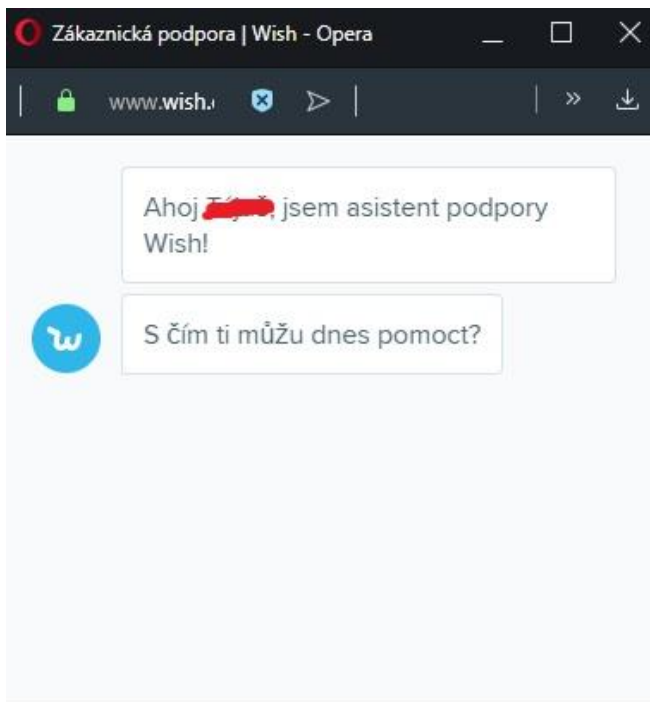 Zákaznická podpora | Wish - Opera
www.wish.
Ahoj , jsem asistent podpory
Wish!
S čím ti můžu dnes pomoct?